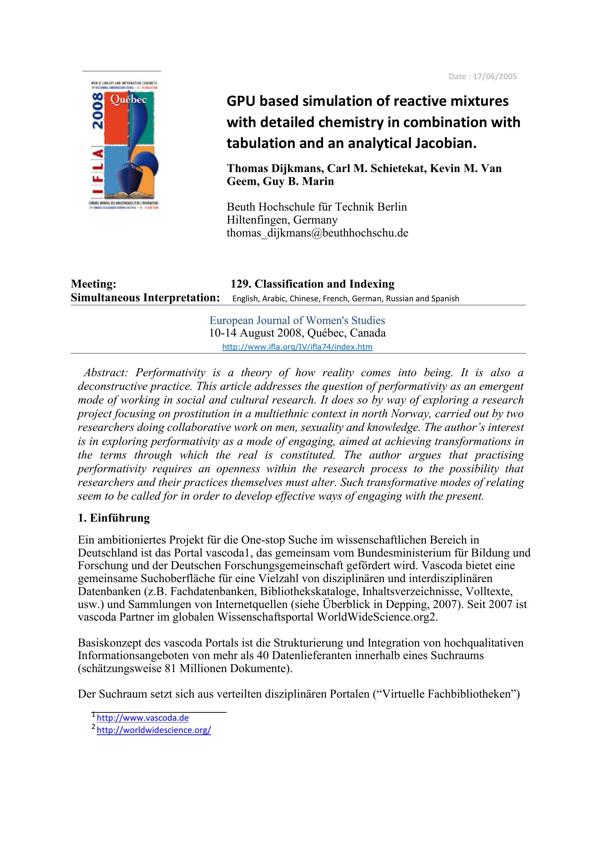 Date : 17/06/2005
IFLA 2008
Québec
GPU based simulation of reactive mixtures
with detailed chemistry in combination with
tabulation and an analytical Jacobian.
Thomas Dijkmans, Carl M. Schietekat, Kevin M. Van
Geem, Guy B. Marin
Beuth Hochschule für Technik Berlin
Hiltenfingen, Germany
thomas_dijkmans@beuthhochschu.de
Meeting: 129. Classification and Indexing
Simultaneous Interpretation: English, Arabic, Chinese, French, German, Russian and Spanish
European Journal of Women's Studies
10-14 August 2008, Québec, Canada
http://www.ifla.org/IV/ifla74/index.htm
Abstract: Performativity is a theory of how reality comes into being. It is also a
deconstructive practice. This article addresses the question of performativity as an emergent
mode of working in social and cultural research. It does so by way of exploring a research
project focusing on prostitution in a multiethnic context in north Norway, carried out by two
researchers doing collaborative work on men, sexuality and knowledge. The author's interest
is in exploring performativity as a mode of engaging, aimed at achieving transformations in
the terms through which the real is constituted. The author argues that practising
performativity requires an openness within the research process to the possibility that
researchers and their practices themselves must alter. Such transformative modes of relating
seem to be called for in order to develop effective ways of engaging with the present.
1. Einführung
Ein ambitioniertes Projekt für die One-stop Suche im wissenschaftlichen Bereich in
Deutschland ist das Portal vascoda1, das gemeinsam vom Bundesministerium für Bildung und
Forschung und der Deutschen Forschungsgemeinschaft gefördert wird. Vascoda bietet eine
gemeinsame Suchoberfläche für eine Vielzahl von disziplinären und interdisziplinären
Datenbanken (z.B. Fachdatenbanken, Bibliothekskataloge, Inhaltsverzeichnisse, Volltexte,
usw.) und Sammlungen von Internetquellen (siehe Überblick in Depping, 2007). Seit 2007 ist
vascoda Partner im globalen Wissenschaftsportal WorldWideScience.org2.
Basiskonzept des vascoda Portals ist die Strukturierung und Integration von hochqualitativen
Informationsangeboten von mehr als 40 Datenlieferanten innerhalb eines Suchraums
(schätzungsweise 81 Millionen Dokumente).
Der Suchraum setzt sich aus verteilten disziplinären Portalen (“Virtuelle Fachbibliotheken”)
1 http://www.vascoda.de
2 http://worldwidescience.org/